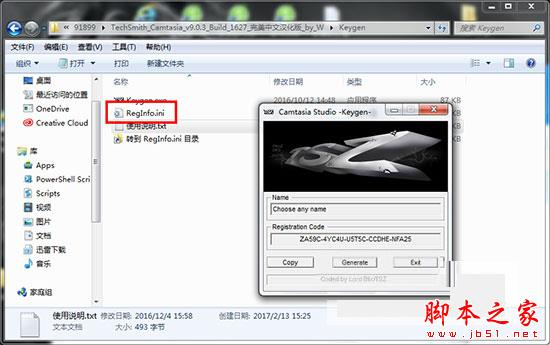 91899 ▸ TechSmith_Camtasia_v9.0.3_Build_1627_完美中文汉化版_by_W ▸ Keygen ▸
搜索 Keygen
文件(F) 编辑(E) 查看(V) 工具(T) 帮助(H)
组织 打开 打印 新建文件夹
桌面
最近访问的位置
OneDrive
Creative Cloud
库
Apps
PowerShell Scri
Scripts
视频
图片
文档
迅雷下载
音乐
家庭组
名称 修改日期 类型 大小
Keygen.exe 2016/10/12 14:48 应用程序 87 KB
RegInfo.ini
使用说明.txt
转到 RegInfo.ini 目录
KB
KB
KB
Camtasia Studio -Keygen-
Name
Choose any name
Registration Code
ZA59C-4YC4U-U5T5C-CCDHE-NFA25
Copy Generate Exit
使用说明.txt 修改日期: 2016/12/4 15:58 创建日期: 2017/2/13 15:25
文本文档 大小: 493 字节
脚本之家
www.jb51.net